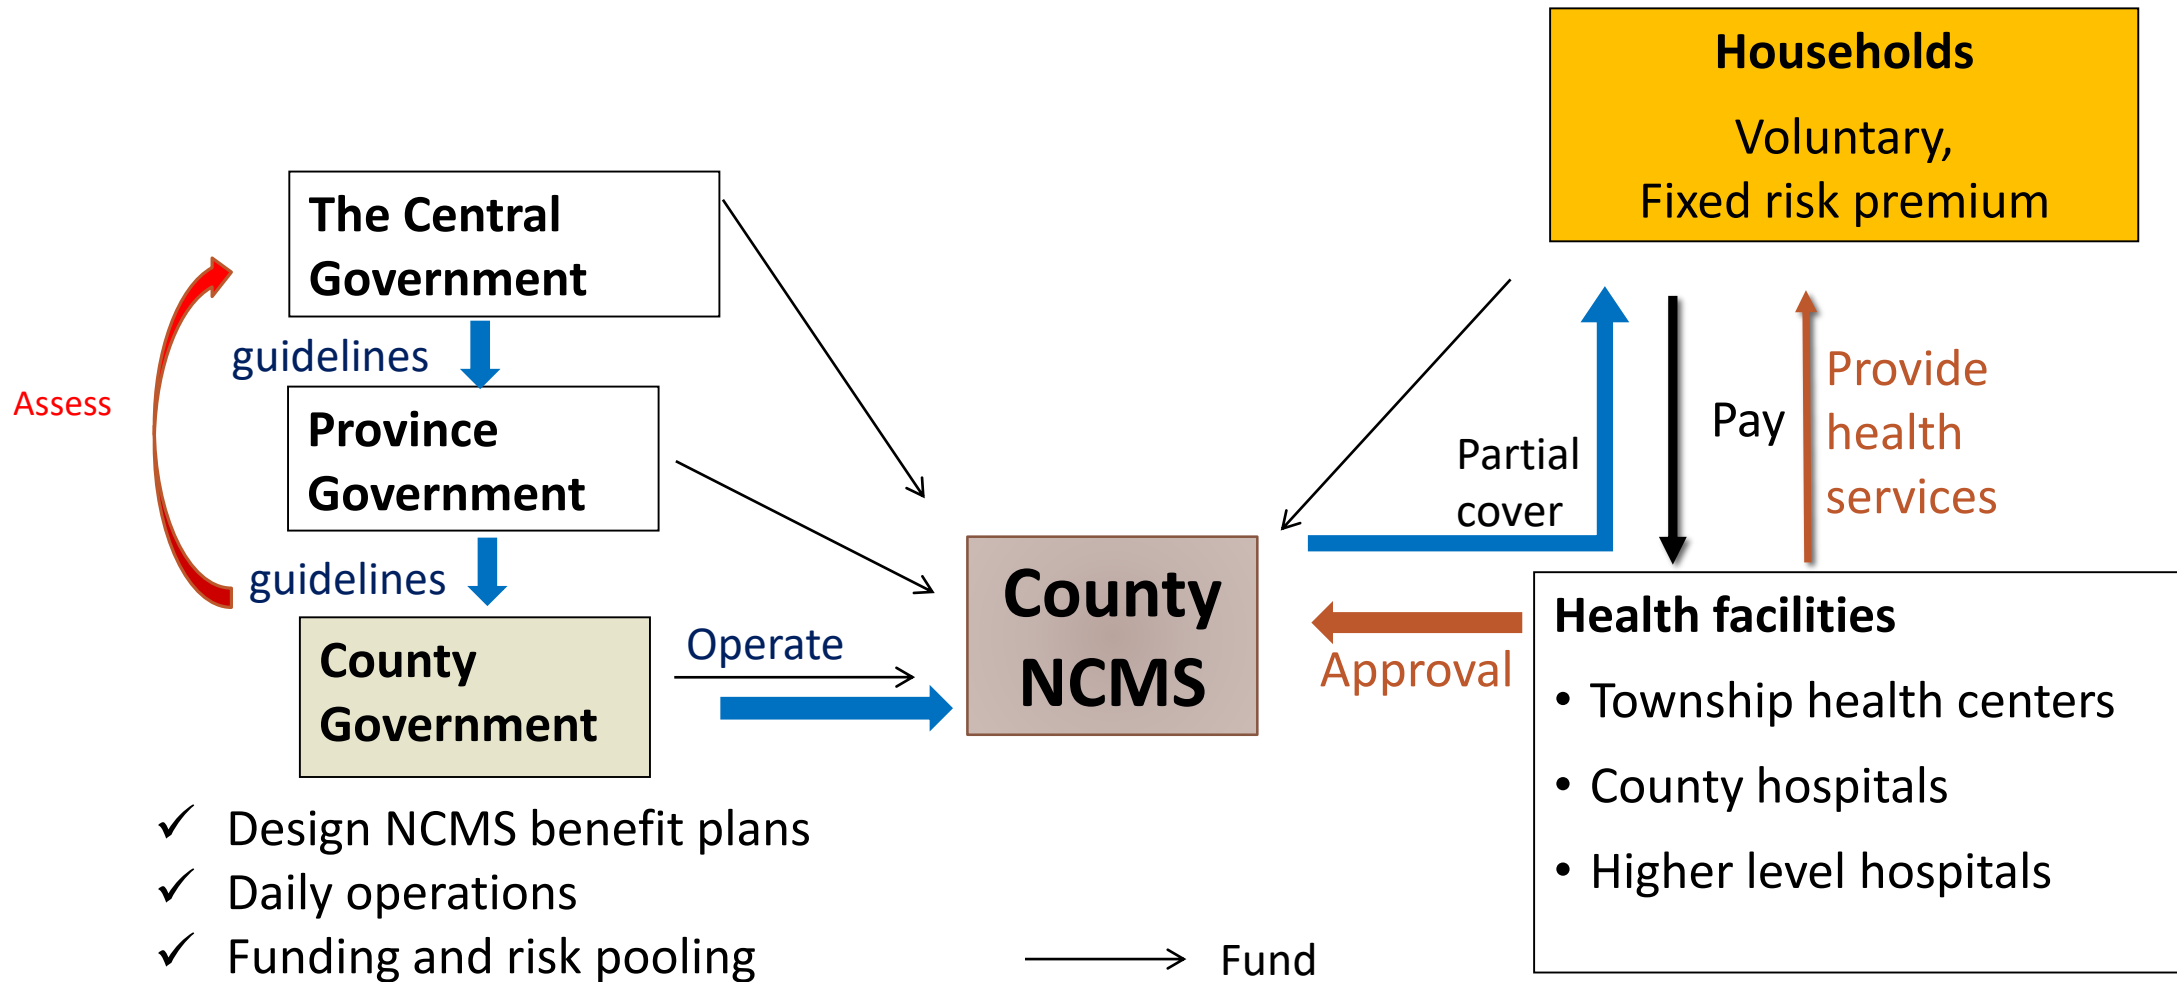 Households
Voluntary,
Fixed risk premium
The Central
Government
guidelines
Assess
Province
Government
guidelines
County
Government
Operate
County
NCMS
Partial
cover
Pay
Provide
health
services
Approval
Health facilities
• Township health centers
• County hospitals
• Higher level hospitals
✓ Design NCMS benefit plans
✓ Daily operations
✓ Funding and risk pooling
Fund